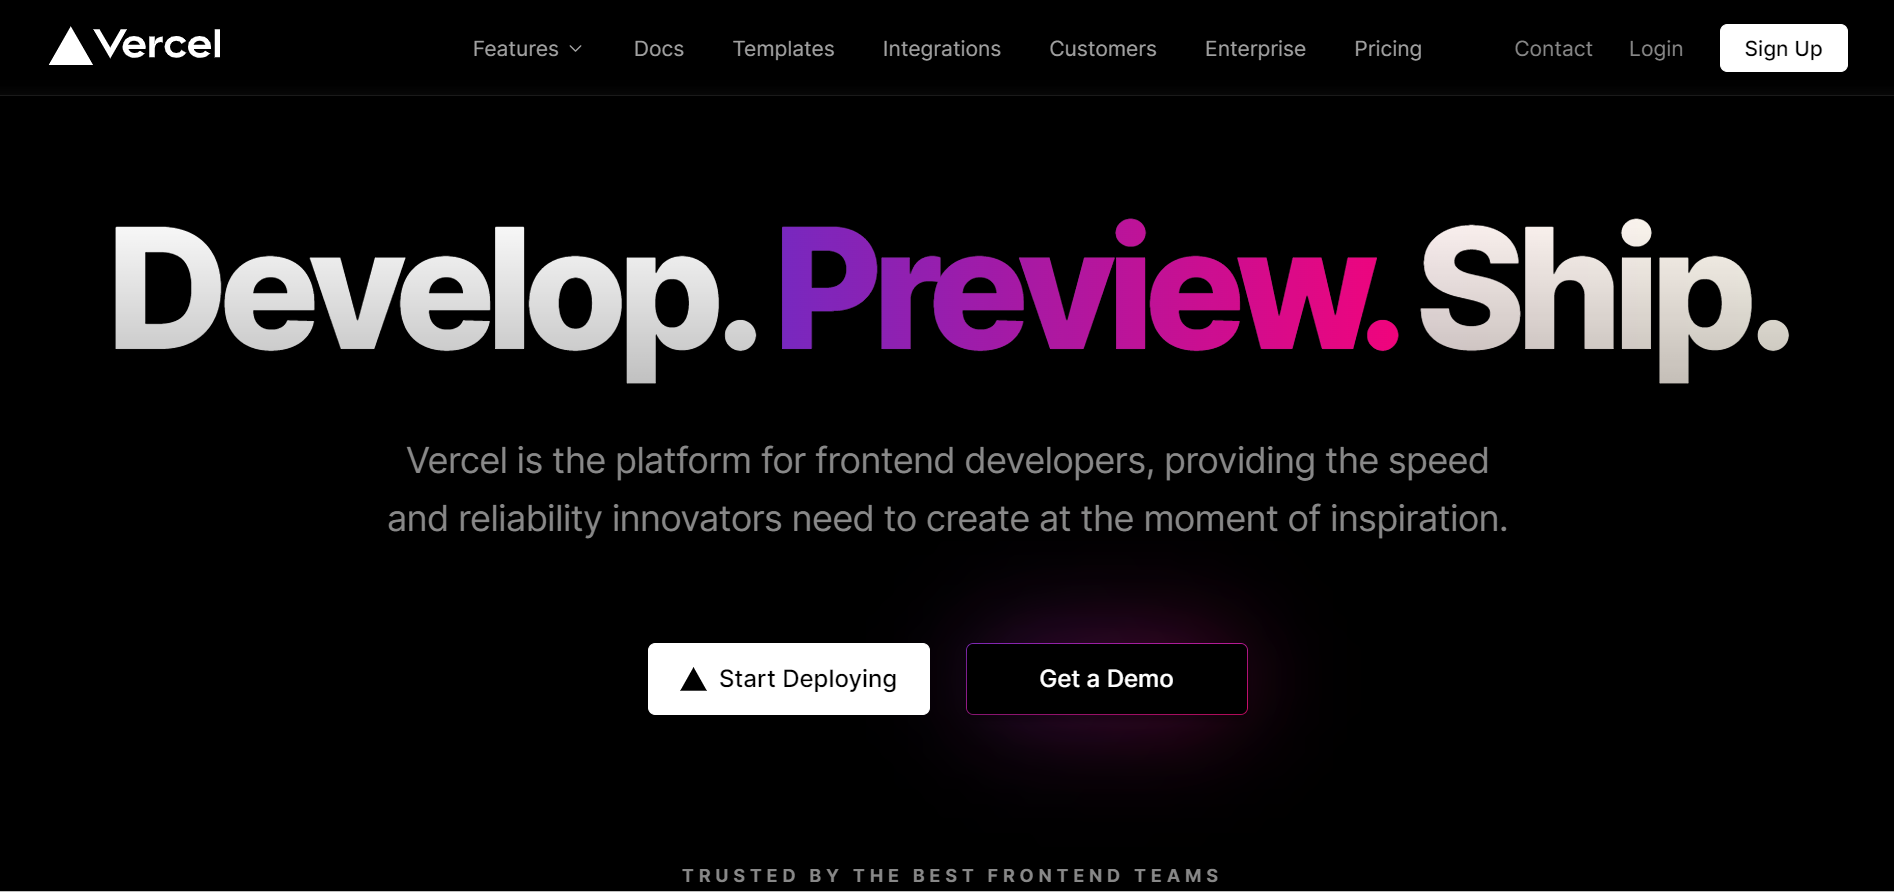 Vercel Features Docs Templates Integrations Customers Enterprise Pricing Contact Login Sign Up
Develop. Preview. Ship.
Vercel is the platform for frontend developers, providing the speed
and reliability innovators need to create at the moment of inspiration.
Start Deploying Get a Demo
TRUSTED BY THE BEST FRONTEND TEAMS